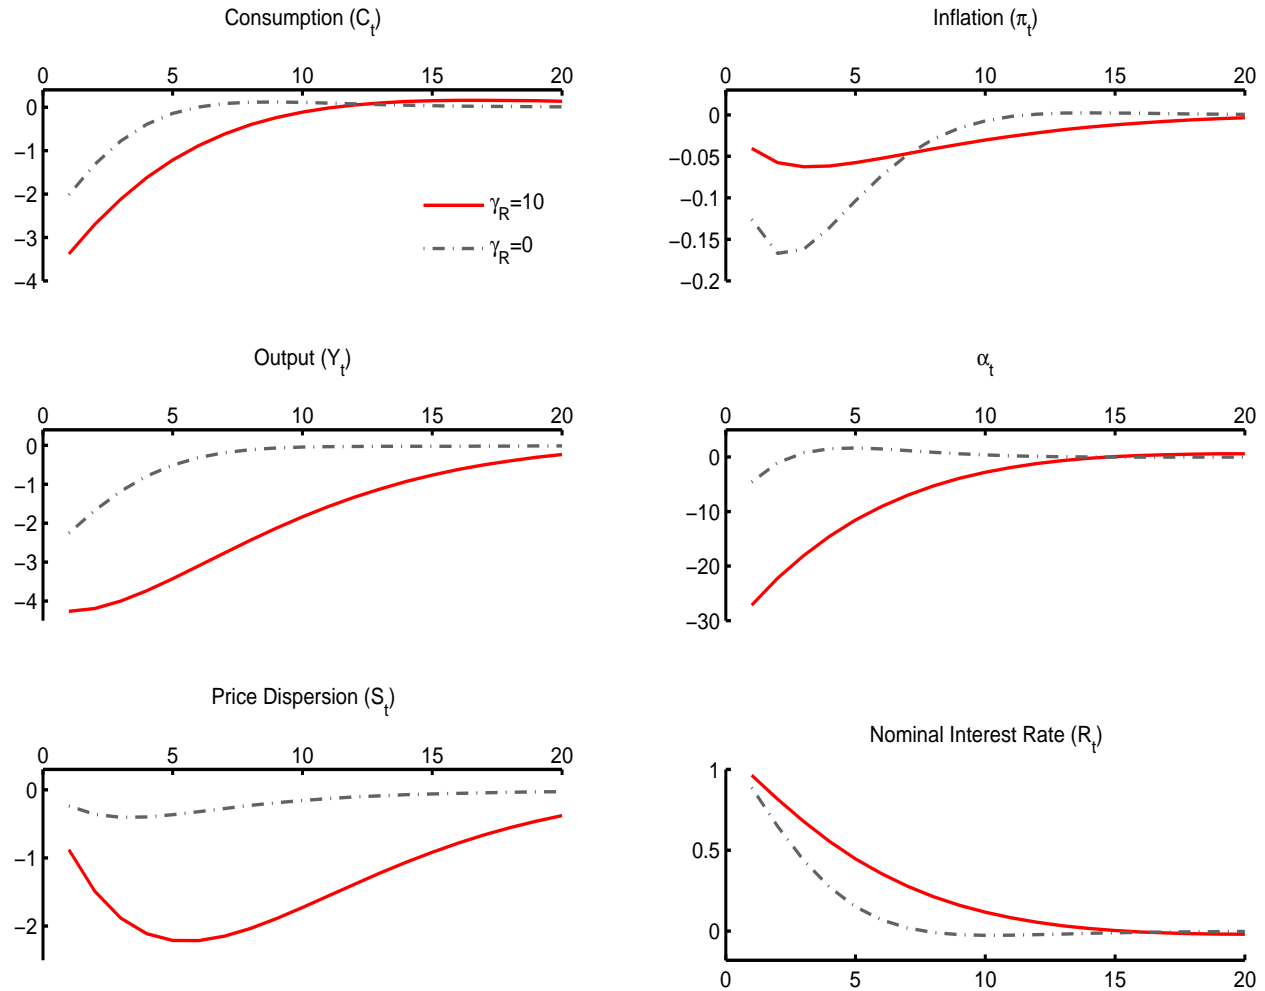 Consumption (C_t)
0 5 10 15 20
0
−1
−2
−3
−4
γ_R=10
γ_R=0
Inflation (π_t)
0 5 10 15 20
0
−0.05
−0.1
−0.15
−0.2
Output (Y_t)
0 5 10 15 20
0
−1
−2
−3
−4
α_t
0 5 10 15 20
0
−10
−20
−30
Price Dispersion (S_t)
0 5 10 15 20
0
−1
−2
Nominal Interest Rate (R_t)
1
0.5
0
0 5 10 15 20